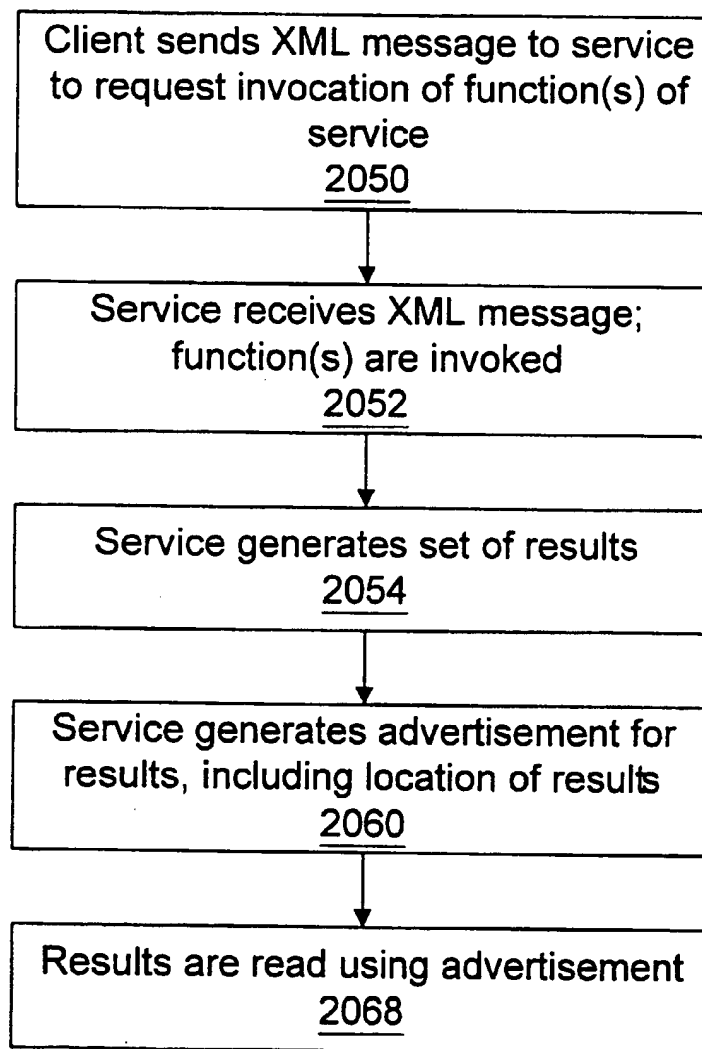 Client sends XML message to service
to request invocation of function(s) of
service
2050
Service receives XML message;
function(s) are invoked
2052
Service generates set of results
2054
Service generates advertisement for
results, including location of results
2060
Results are read using advertisement
2068